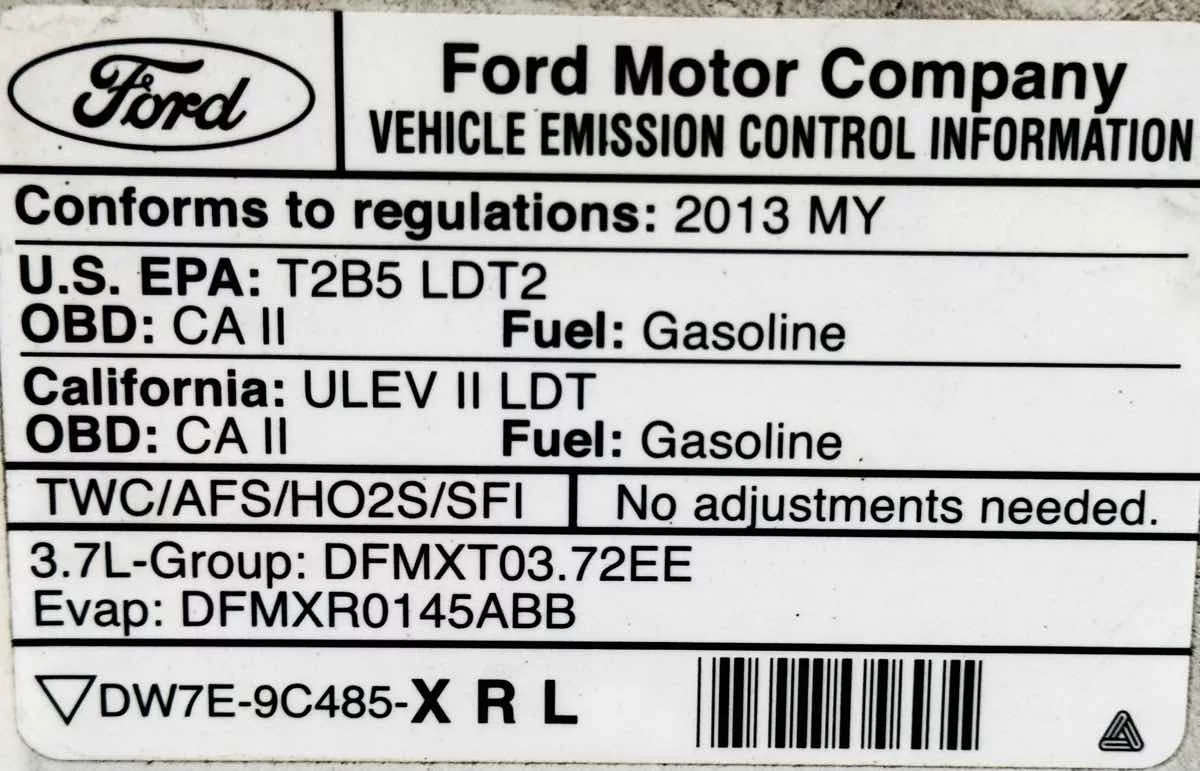 Ford
Ford Motor Company
VEHICLE EMISSION CONTROL INFORMATION
Conforms to regulations: 2013 MY
U.S. EPA: T2B5 LDT2
OBD: CA II Fuel: Gasoline
California: ULEV II LDT
OBD: CA II Fuel: Gasoline
TWC/AFS/HO2S/SFI No adjustments needed.
3.7L-Group: DFMXT03.72EE
Evap: DFMXR0145ABB
DW7E-9C485-X R L